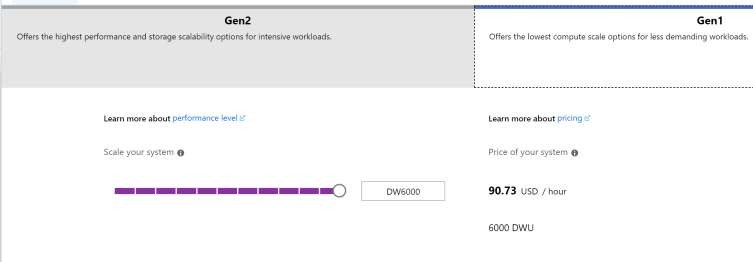 Gen2
Offers the highest performance and storage scalability options for intensive workloads.
Gen1
Offers the lowest compute scale options for less demanding workloads.
Learn more about performance level
Learn more about pricing
Scale your system
Price of your system
DW6000
90.73 USD / hour
6000 DWU